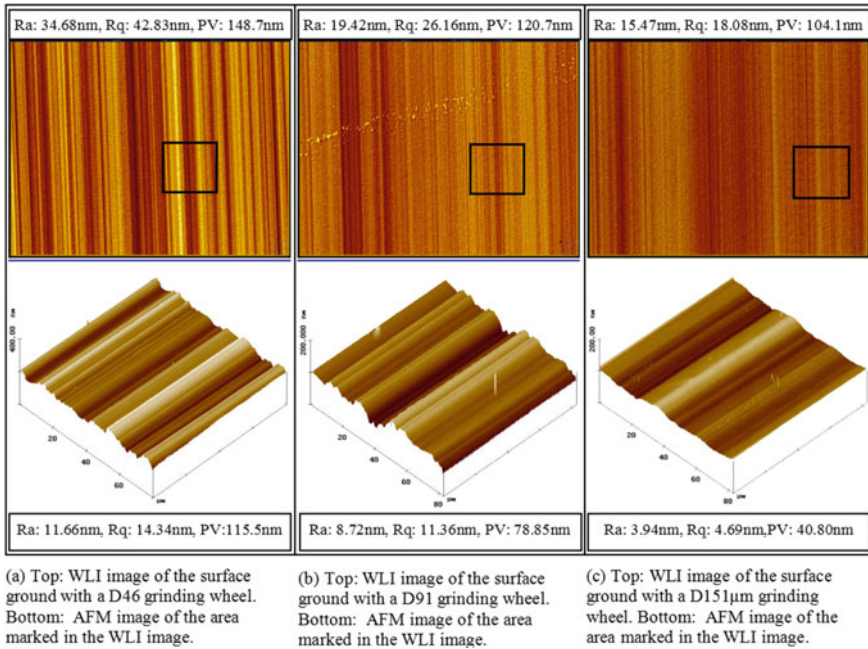 Ra: 34.68nm, Rq: 42.83nm, PV: 148.7nm
Ra: 19.42nm, Rq: 26.16nm, PV: 120.7nm
Ra: 15.47nm, Rq: 18.08nm, PV: 104.1nm
400.00 nm
20
40
60
µm
200.000 nm
20
40
60
80
µm
200.00 nm
20
40
60
80
µm
Ra: 11.66nm, Rq: 14.34nm, PV:115.5nm
Ra: 8.72nm, Rq: 11.36nm, PV: 78.85nm
Ra: 3.94nm, Rq: 4.69nm,PV: 40.80nm
(a) Top: WLI image of the surface
ground with a D46 grinding wheel.
Bottom: AFM image of the area
marked in the WLI image.
(b) Top: WLI image of the surface
ground with a D91 grinding wheel.
Bottom: AFM image of the area
marked in the WLI image.
(c) Top: WLI image of the surface
ground with a D151µm grinding
wheel. Bottom: AFM image of the
area marked in the WLI image.